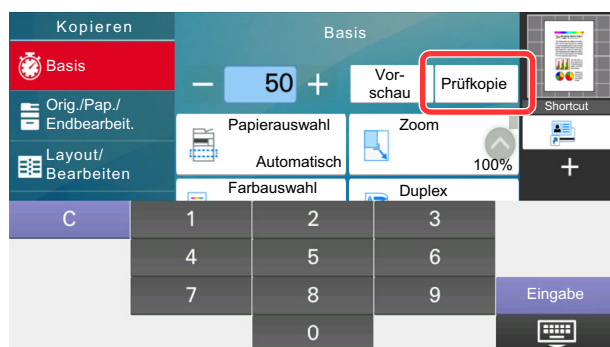 Kopieren
Basis
Basis
Orig./Pap./
Endbearbeit.
Layout/
Bearbeiten
50
Vor-
schau
Prüfkopie
Papierauswahl
Automatisch
Zoom
100%
Farbauswahl
Duplex
Shortcut
C
1
2
3
4
5
6
7
8
9
0
Eingabe